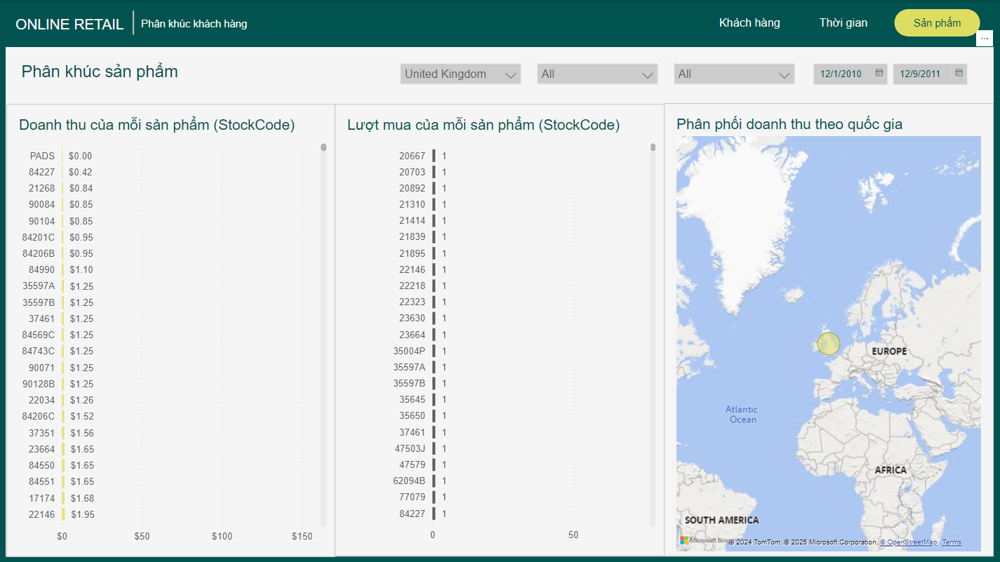 ONLINE RETAIL
Phân khúc khách hàng
Khách hàng
Thời gian
Sản phẩm
Phân khúc sản phẩm
United Kingdom
All
All
12/1/2010
12/9/2011
Doanh thu của mỗi sản phẩm (StockCode)
PADS $0.00
84227 $0.42
21268 $0.84
90084 $0.85
90104 $0.85
84201C $0.95
84206B $0.95
84990 $1.10
35597A $1.25
35597B $1.25
37461 $1.25
84569C $1.25
84743C $1.25
90071 $1.25
90128B $1.25
22034 $1.26
84206C $1.52
37351 $1.56
23664 $1.65
84550 $1.65
84551 $1.65
17174 $1.68
22146 $1.95
$0 $50 $100 $150
Lượt mua của mỗi sản phẩm (StockCode)
20667 1
20703 1
20892 1
21310 1
21414 1
21839 1
21895 1
22146 1
22218 1
22323 1
23630 1
23664 1
35004P 1
35597A 1
35597B 1
35645 1
35650 1
37461 1
47503J 1
47579 1
62094B 1
77079 1
84227 1
0 50
Phân phối doanh thu theo quốc gia
EUROPE
Atlantic
Ocean
AFRICA
SOUTH AMERICA
Microsoft Bing
© 2024 TomTom, © 2025 Microsoft Corporation, © OpenStreetMap Terms